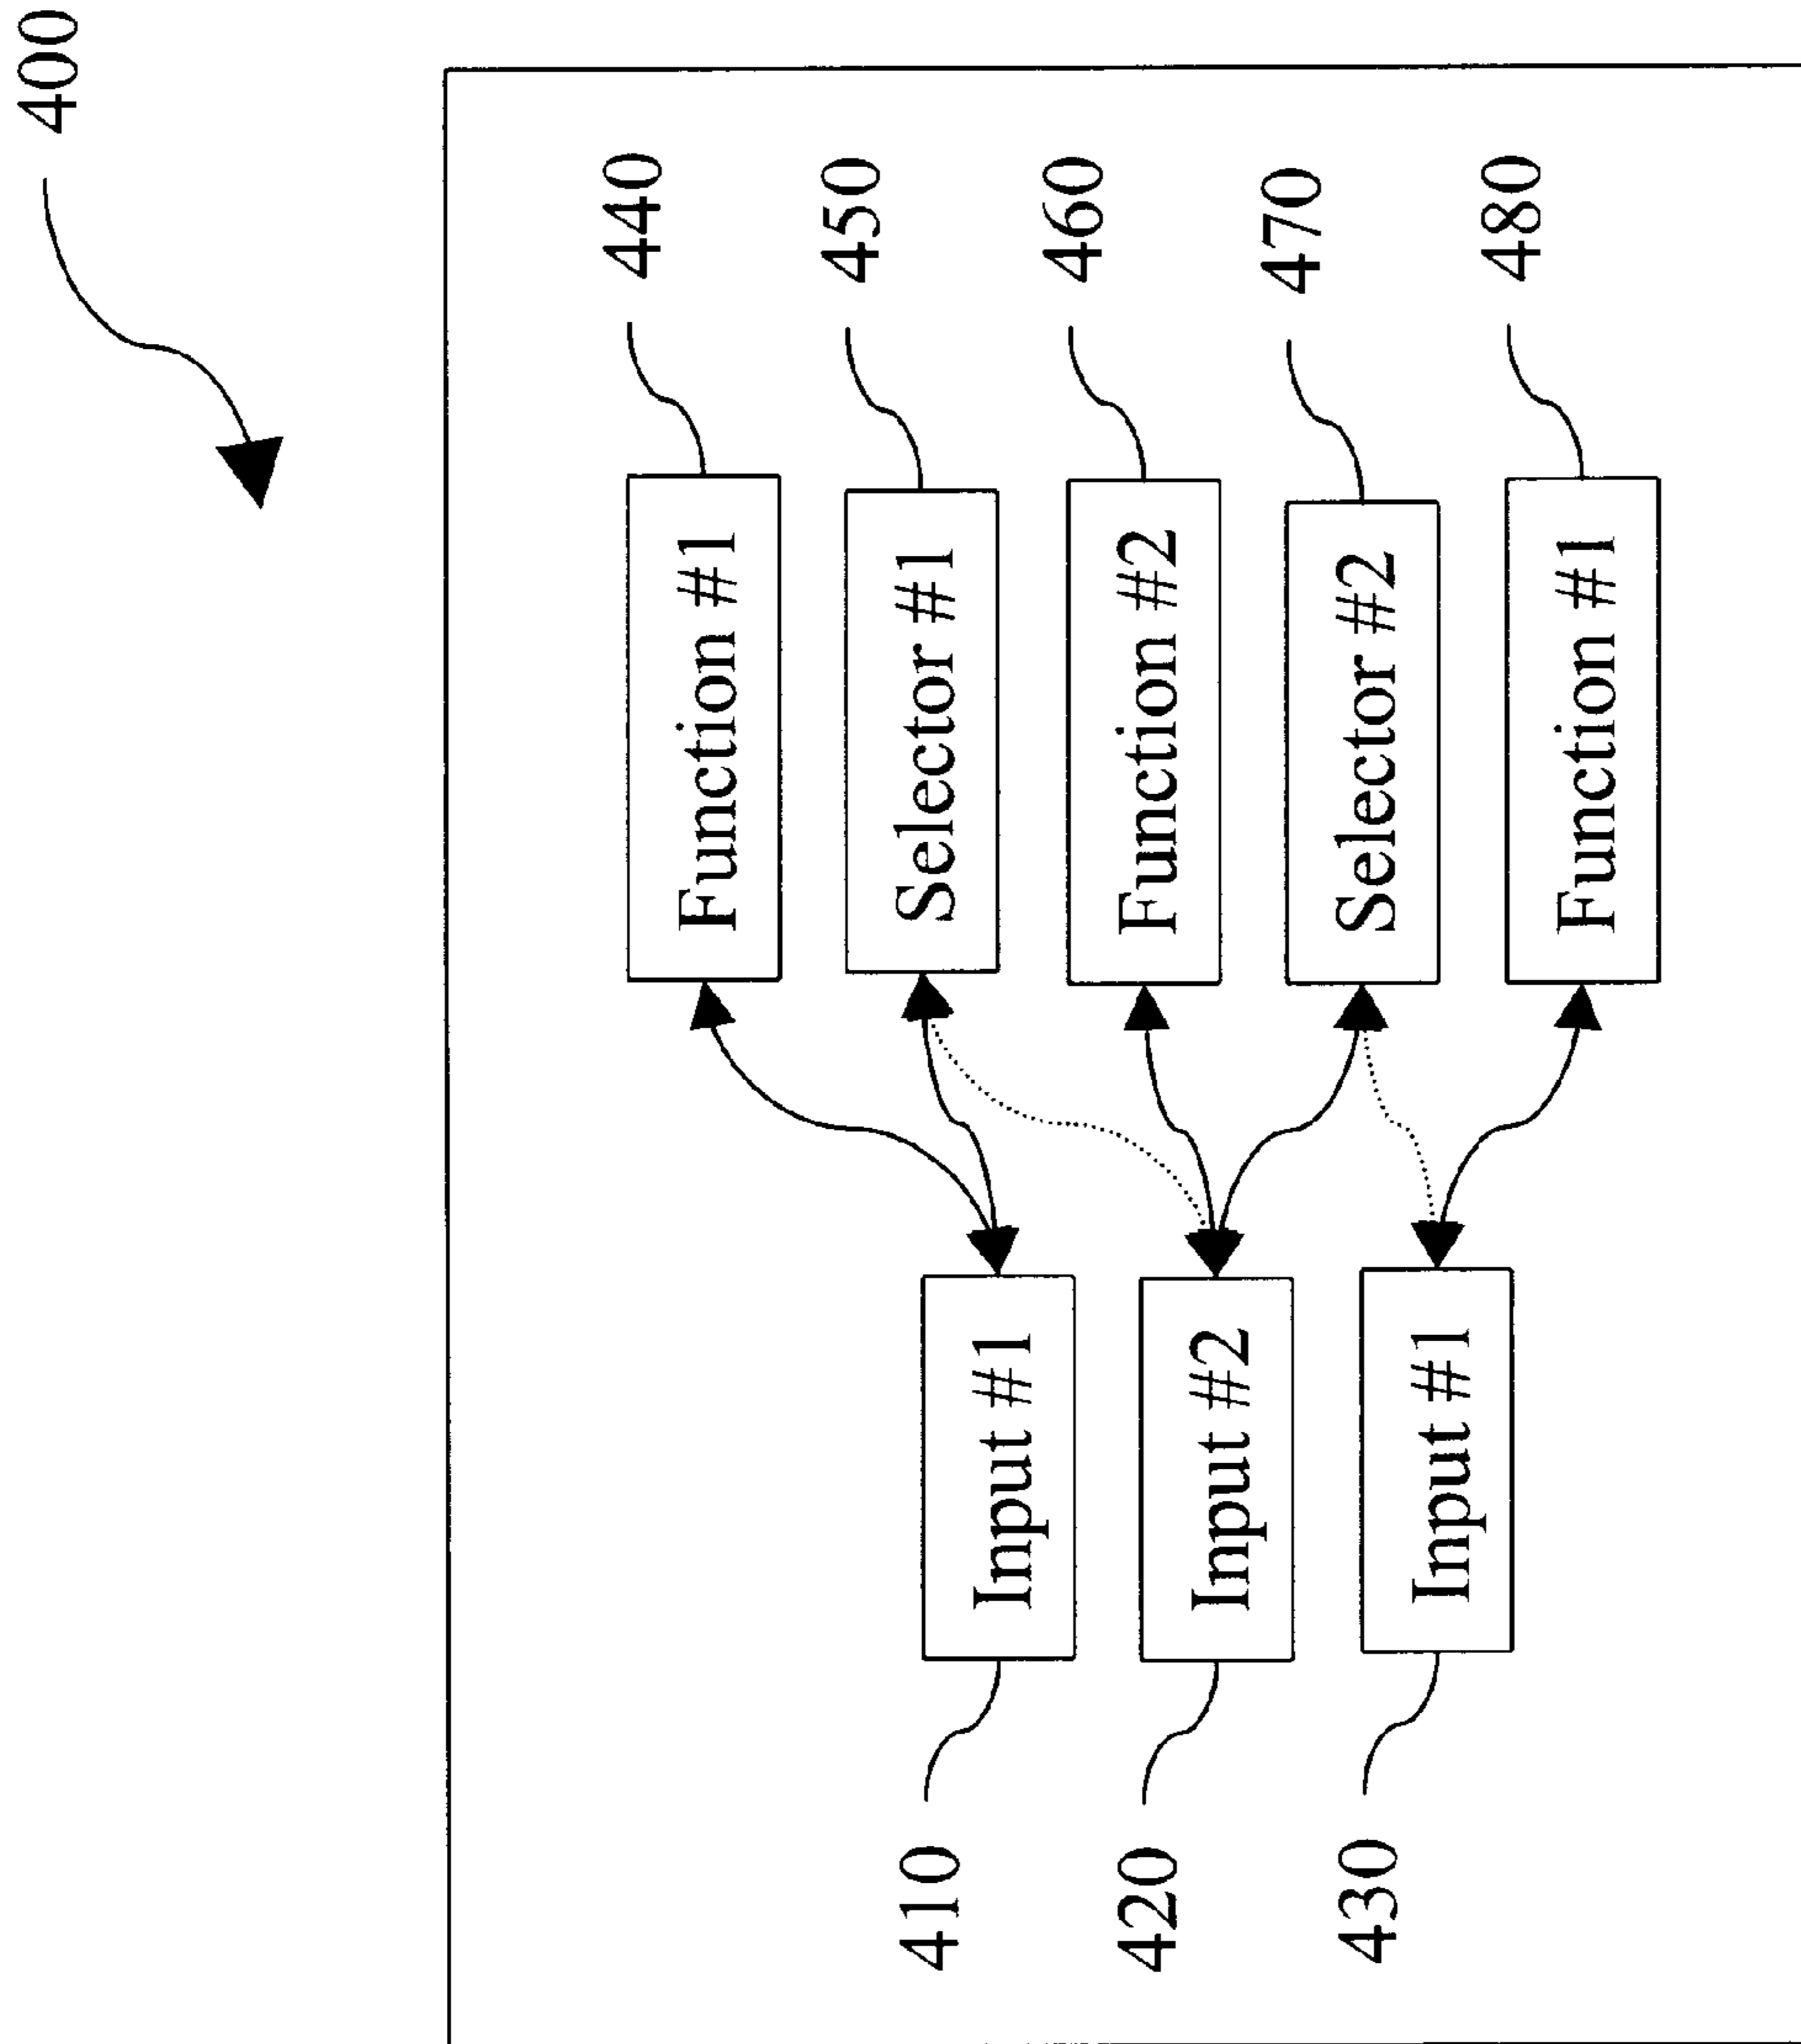 400
410
Input #1
420
Input #2
430
Input #1
Function #1
440
Selector #1
450
Function #2
460
Selector #2
470
Function #1
480